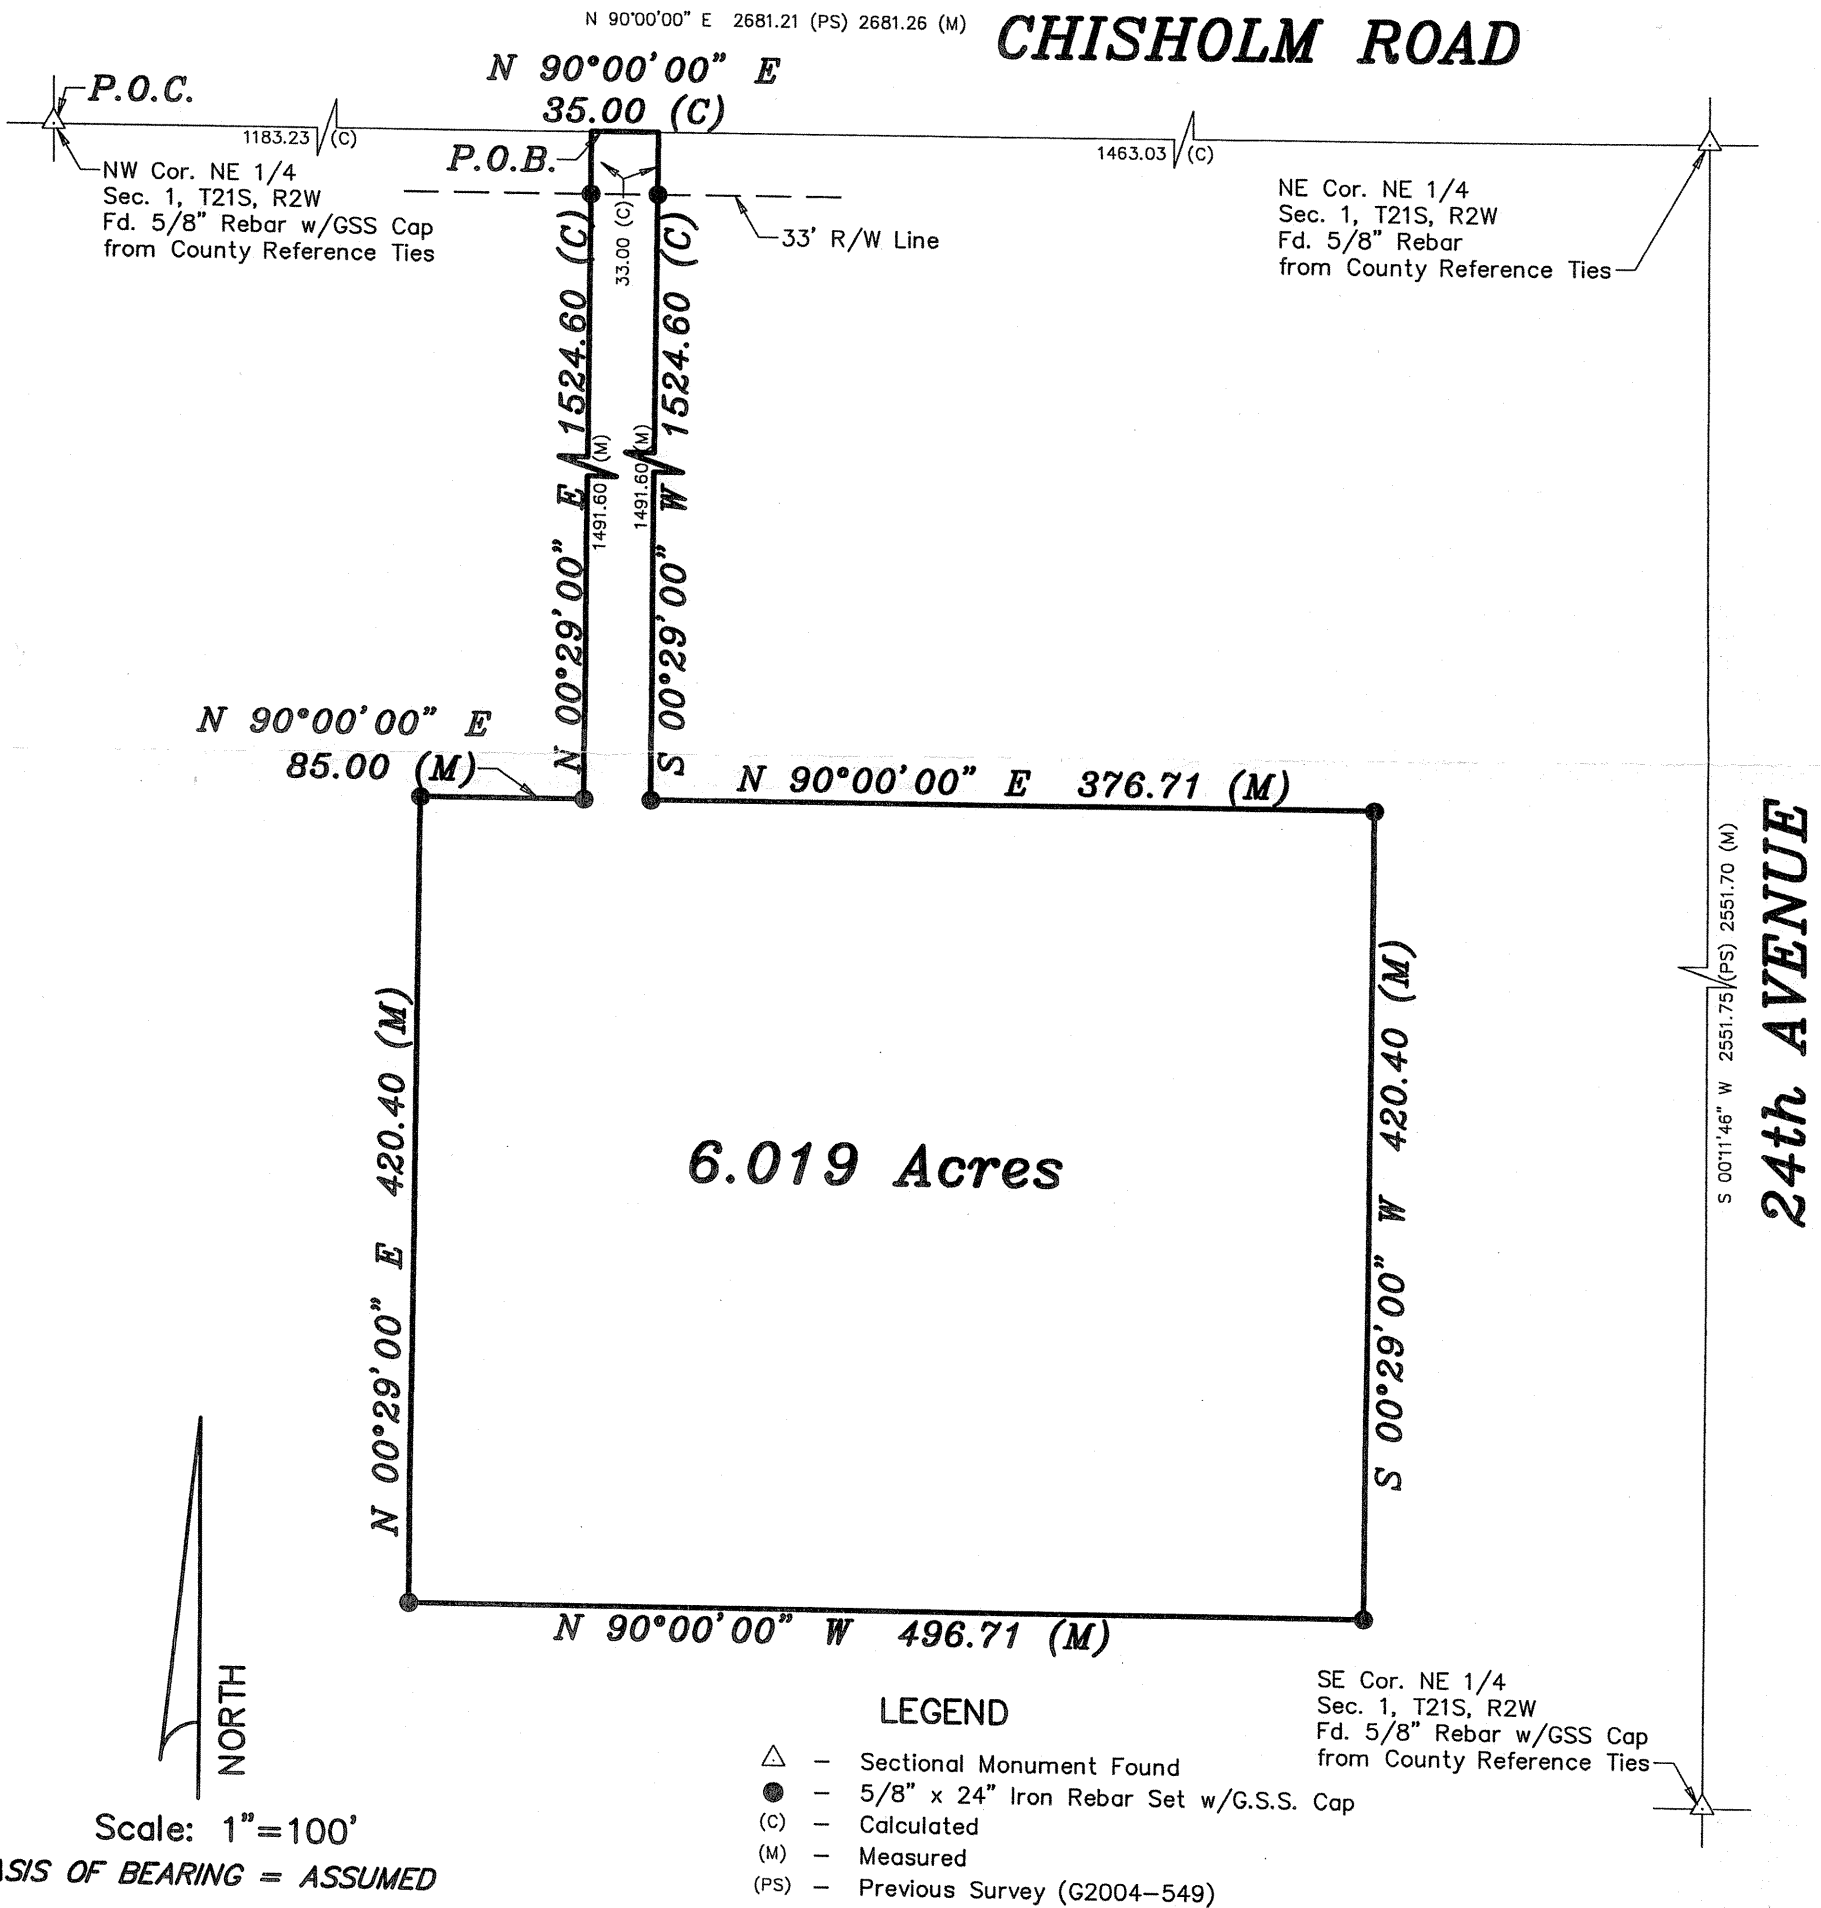 N 90°00'00" E 2681.21 (PS) 2681.26 (M)
CHISHOLM ROAD
N 90°00'00" E
35.00 (C)
P.O.C.
1183.23 (C)
1463.03 (C)
P.O.B.
NW Cor. NE 1/4
Sec. 1, T21S, R2W
Fd. 5/8" Rebar w/GSS Cap
from County Reference Ties
NE Cor. NE 1/4
Sec. 1, T21S, R2W
Fd. 5/8" Rebar
from County Reference Ties
33.00 (C)
33' R/W Line
N 00°29'00" E 1524.60 (C)
1491.60 (M)
1491.60 (M)
S 00°29'00" W 1524.60 (C)
N 90°00'00" E
85.00 (M)
N 90°00'00" E 376.71 (M)
N 00°29'00" E 420.40 (M)
6.019 Acres
S 00°29'00" W 420.40 (M)
S 00°11'46" W 2551.75 (PS) 2551.70 (M)
24th AVENUE
N 90°00'00" W 496.71 (M)
NORTH
Scale: 1"=100'
ASIS OF BEARING = ASSUMED
LEGEND
△ – Sectional Monument Found
● – 5/8" x 24" Iron Rebar Set w/G.S.S. Cap
(C) – Calculated
(M) – Measured
(PS) – Previous Survey (G2004–549)
SE Cor. NE 1/4
Sec. 1, T21S, R2W
Fd. 5/8" Rebar w/GSS Cap
from County Reference Ties